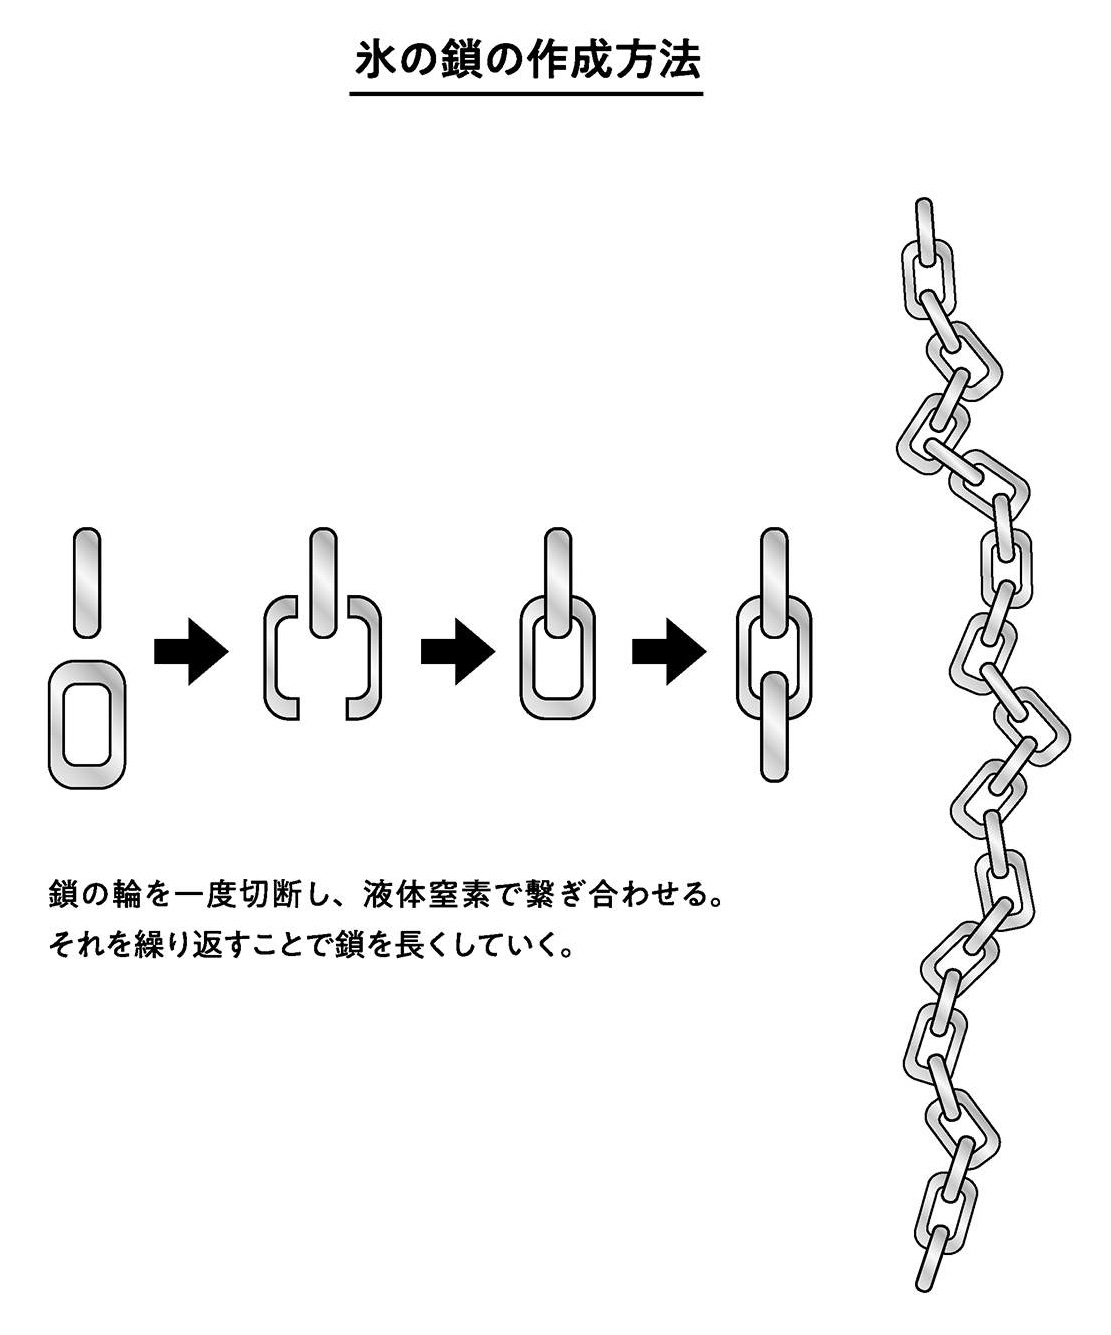 氷の鎖の作成方法
鎖の輪を一度切断し、液体窒素で繋ぎ合わせる。
それを繰り返すことで鎖を長くしていく。